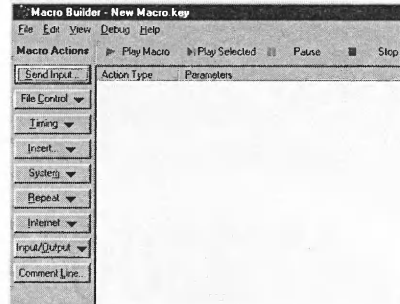 Macro Builder - New Macro.key
File Edit View Debug Help
Macro Actions Play Macro Play Selected Pause Stop
Send Input... Action Type Parameters
File Control
Timing
Insert...
System
Repeat
Internet
Input/Output
Comment Line...